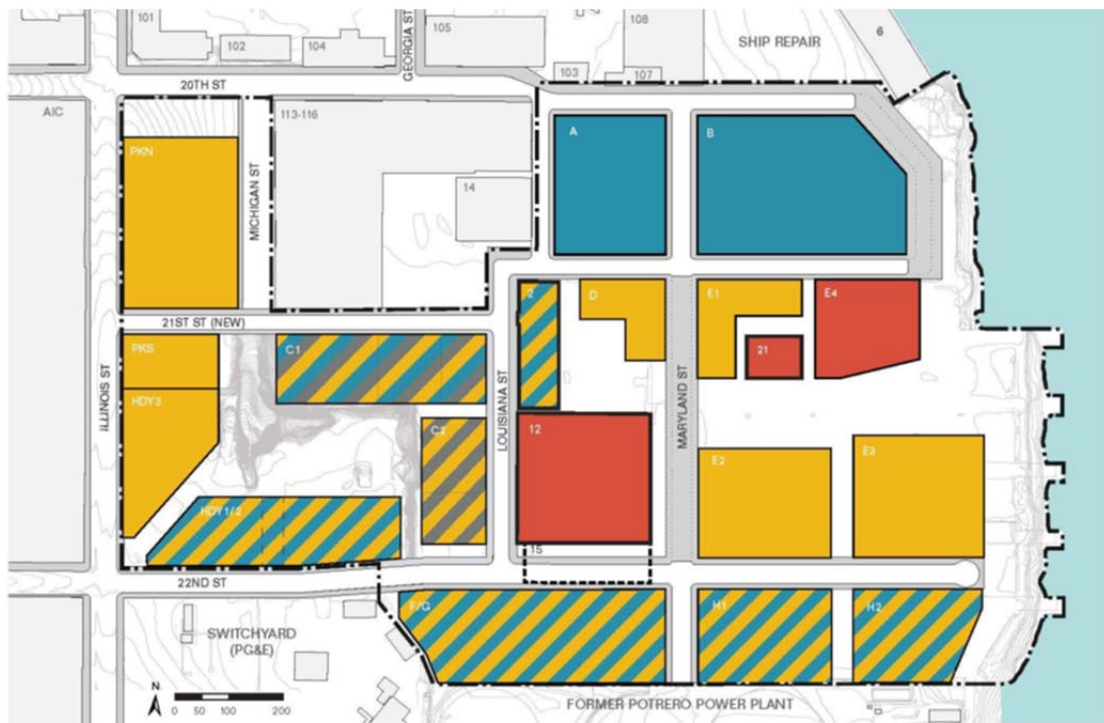 101
102
104
GEORGIA ST
105
103
108
107
SHIP REPAIR
6
20TH ST
AIC
PKN
MICHIGAN ST
113-116
14
A
B
21ST ST (NEW)
2
D
E1
E4
21
PKS
C1
ILLINOIS ST
HDY3
LOUISIANA ST
MARYLAND ST
C2
12
E2
E3
HDY1/2
15
22ND ST
F/G
H1
H2
SWITCHYARD
(PG&E)
N
0 50 100 200
FORMER POTRERO POWER PLANT